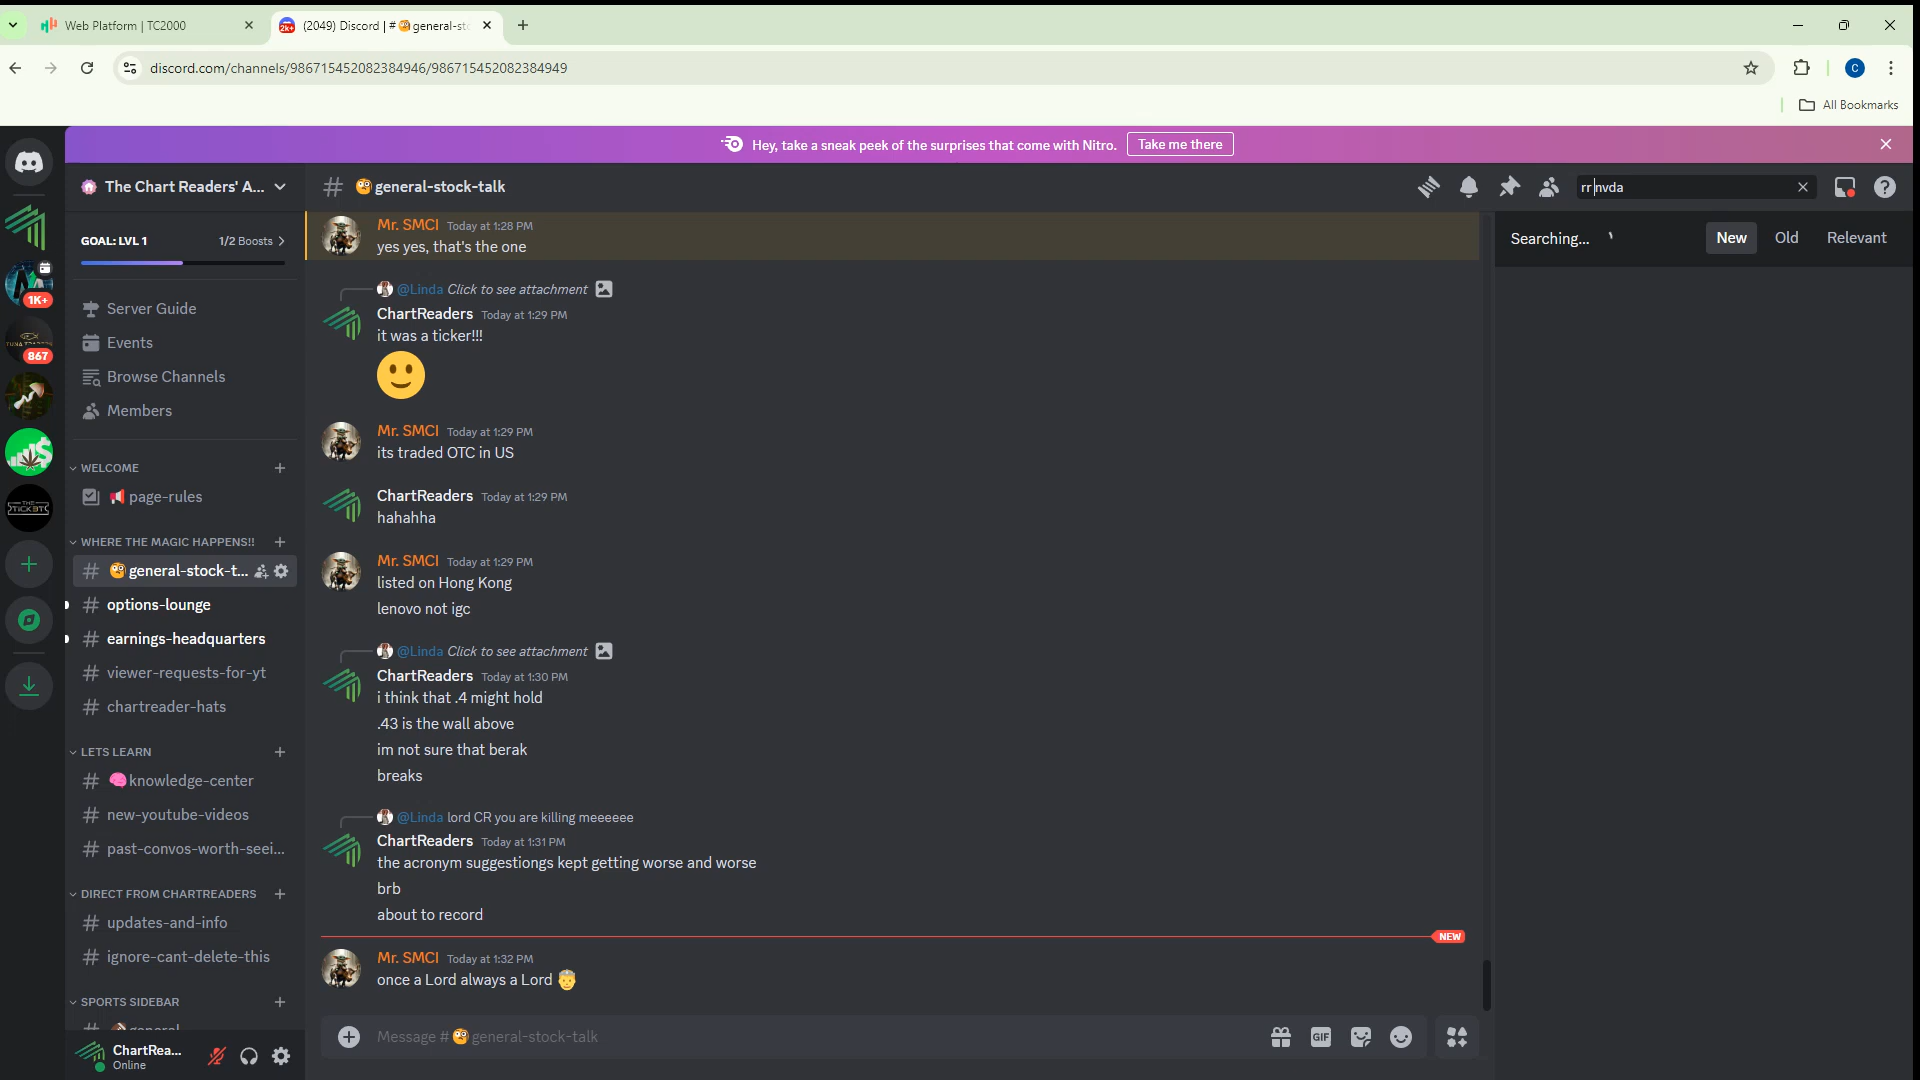 Web Platform | TC2000
2K+
(2049) Discord | # general-st
discord.com/channels/986715452082384946/986715452082384949
C
All Bookmarks
Hey, take a sneak peek of the surprises that come with Nitro.
Take me there
The Chart Readers' A...
# general-stock-talk
rr nvda
GOAL: LVL 1
1/2 Boosts
Server Guide
Events
Browse Channels
Members
WELCOME
page-rules
WHERE THE MAGIC HAPPENS!!
# general-stock-t...
# options-lounge
# earnings-headquarters
# viewer-requests-for-yt
# chartreader-hats
LETS LEARN
# knowledge-center
# new-youtube-videos
# past-convos-worth-seei...
DIRECT FROM CHARTREADERS
# updates-and-info
# ignore-cant-delete-this
SPORTS SIDEBAR
# general
ChartRea...
Online
1K+
867
THE
TICKET
Mr. SMCI Today at 1:28 PM
yes yes, that's the one
@Linda Click to see attachment
ChartReaders Today at 1:29 PM
it was a ticker!!!
Mr. SMCI Today at 1:29 PM
its traded OTC in US
ChartReaders Today at 1:29 PM
hahahha
Mr. SMCI Today at 1:29 PM
listed on Hong Kong
lenovo not igc
@Linda Click to see attachment
ChartReaders Today at 1:30 PM
i think that .4 might hold
.43 is the wall above
im not sure that berak
breaks
@Linda lord CR you are killing meeeeee
ChartReaders Today at 1:31 PM
the acronym suggestiongs kept getting worse and worse
brb
about to record
NEW
Mr. SMCI Today at 1:32 PM
once a Lord always a Lord
Message # general-stock-talk
GIF
Searching...
New
Old
Relevant